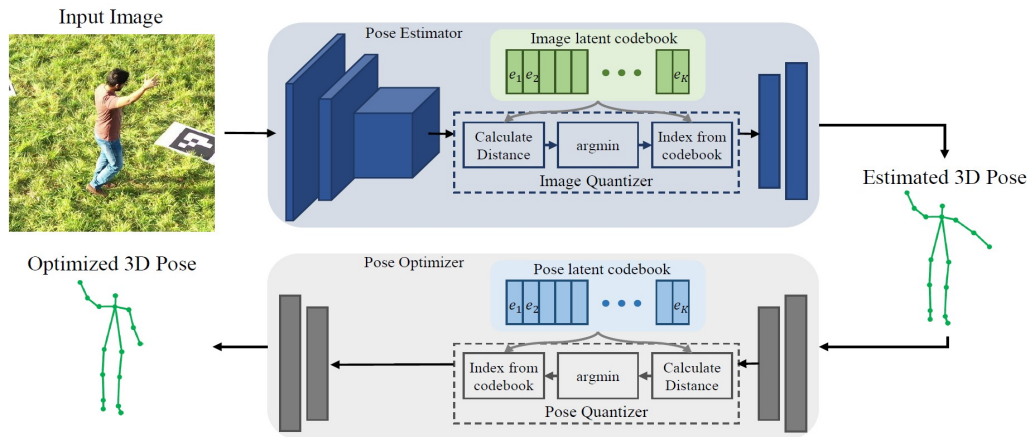 Input Image
Pose Estimator
Image latent codebook
e₁ e₂ e_K
Calculate
Distance
argmin
Index from
codebook
Image Quantizer
Estimated 3D Pose
Optimized 3D Pose
Pose Optimizer
Pose latent codebook
e₁ e₂ e_K
Index from
codebook
argmin
Calculate
Distance
Pose Quantizer